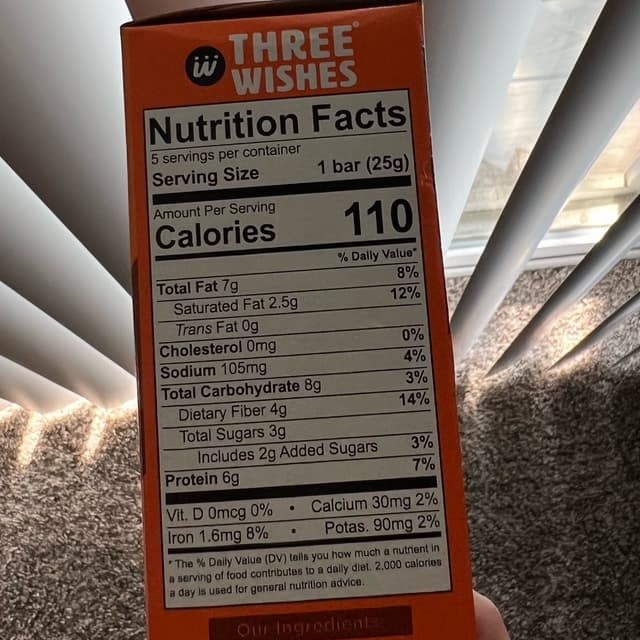 THREE®
WISHES
Nutrition Facts
5 servings per container
Serving Size 1 bar (25g)
Amount Per Serving
Calories 110
% Daily Value*
Total Fat 7g 8%
Saturated Fat 2.5g 12%
Trans Fat 0g
Cholesterol 0mg 0%
Sodium 105mg 4%
Total Carbohydrate 8g 3%
Dietary Fiber 4g 14%
Total Sugars 3g
Includes 2g Added Sugars 3%
Protein 6g 7%
Vit. D 0mcg 0% • Calcium 30mg 2%
Iron 1.6mg 8% • Potas. 90mg 2%
* The % Daily Value (DV) tells you how much a nutrient in
a serving of food contributes to a daily diet. 2,000 calories
a day is used for general nutrition advice.
Our Ingredients